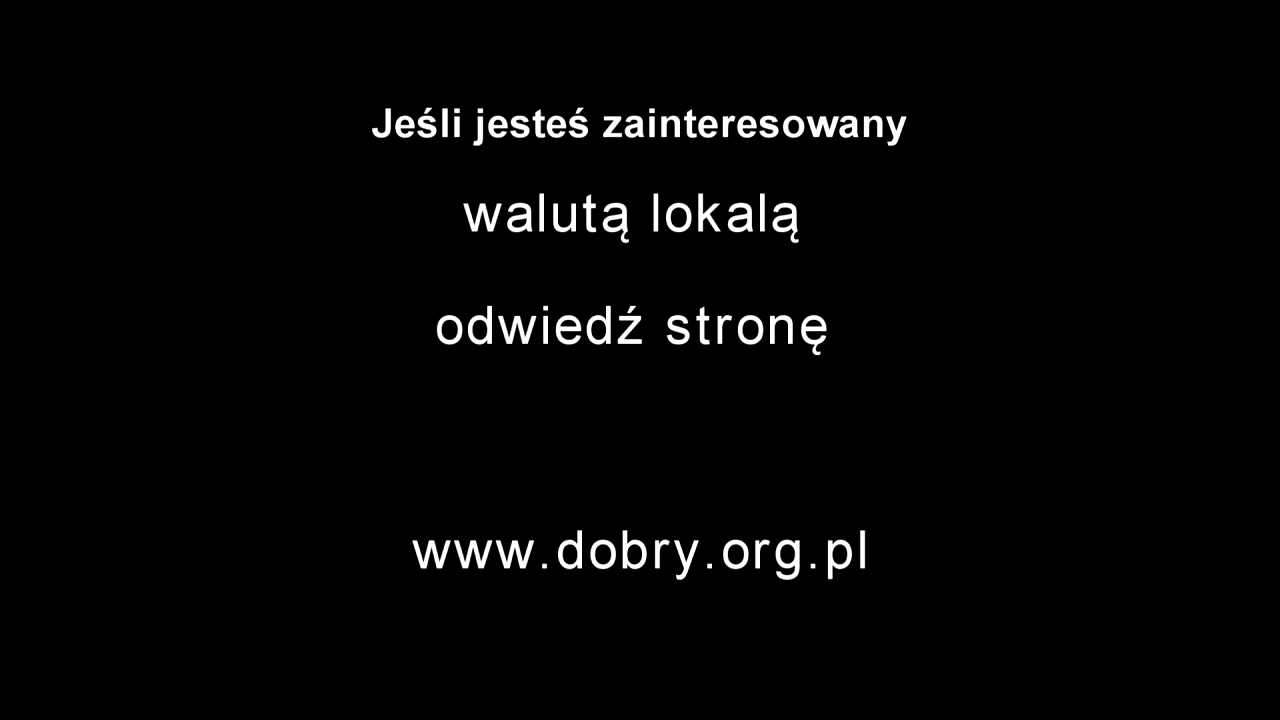 Jeśli jesteś zainteresowany
walutą lokalą
odwiedź stronę
www.dobry.org.pl